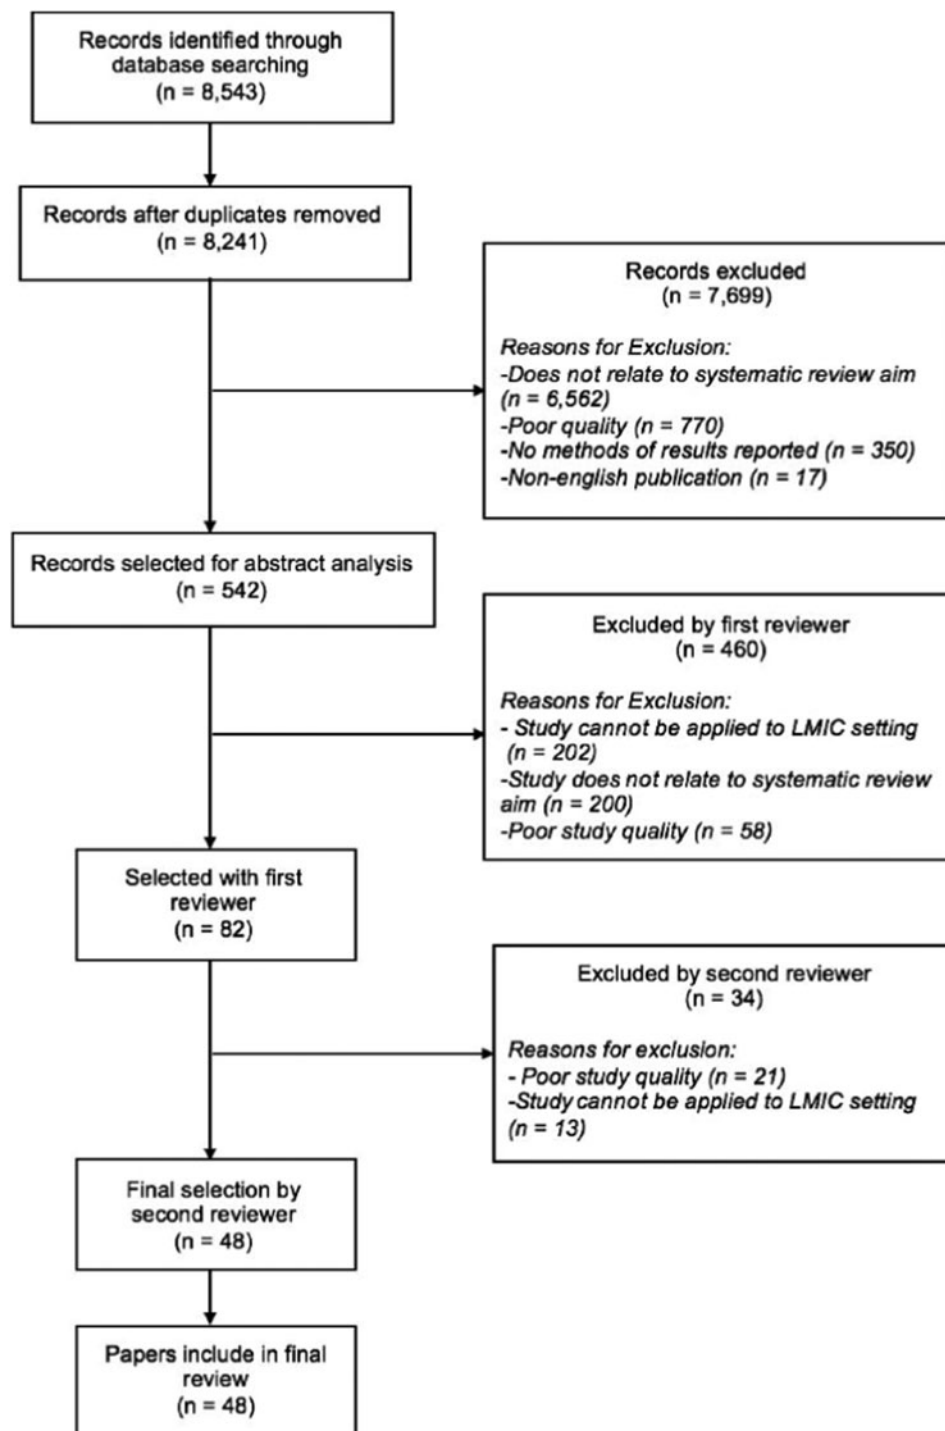 Records identified through
database searching
(n = 8,543)
Records after duplicates removed
(n = 8,241)
Records excluded
(n = 7,699)
Reasons for Exclusion:
-Does not relate to systematic review aim
(n = 6,562)
-Poor quality (n = 770)
-No methods of results reported (n = 350)
-Non-english publication (n = 17)
Records selected for abstract analysis
(n = 542)
Excluded by first reviewer
(n = 460)
Reasons for Exclusion:
- Study cannot be applied to LMIC setting
(n = 202)
-Study does not relate to systematic review
aim (n = 200)
-Poor study quality (n = 58)
Selected with first
reviewer
(n = 82)
Excluded by second reviewer
(n = 34)
Reasons for exclusion:
- Poor study quality (n = 21)
-Study cannot be applied to LMIC setting
(n = 13)
Final selection by
second reviewer
(n = 48)
Papers include in final
review
(n = 48)